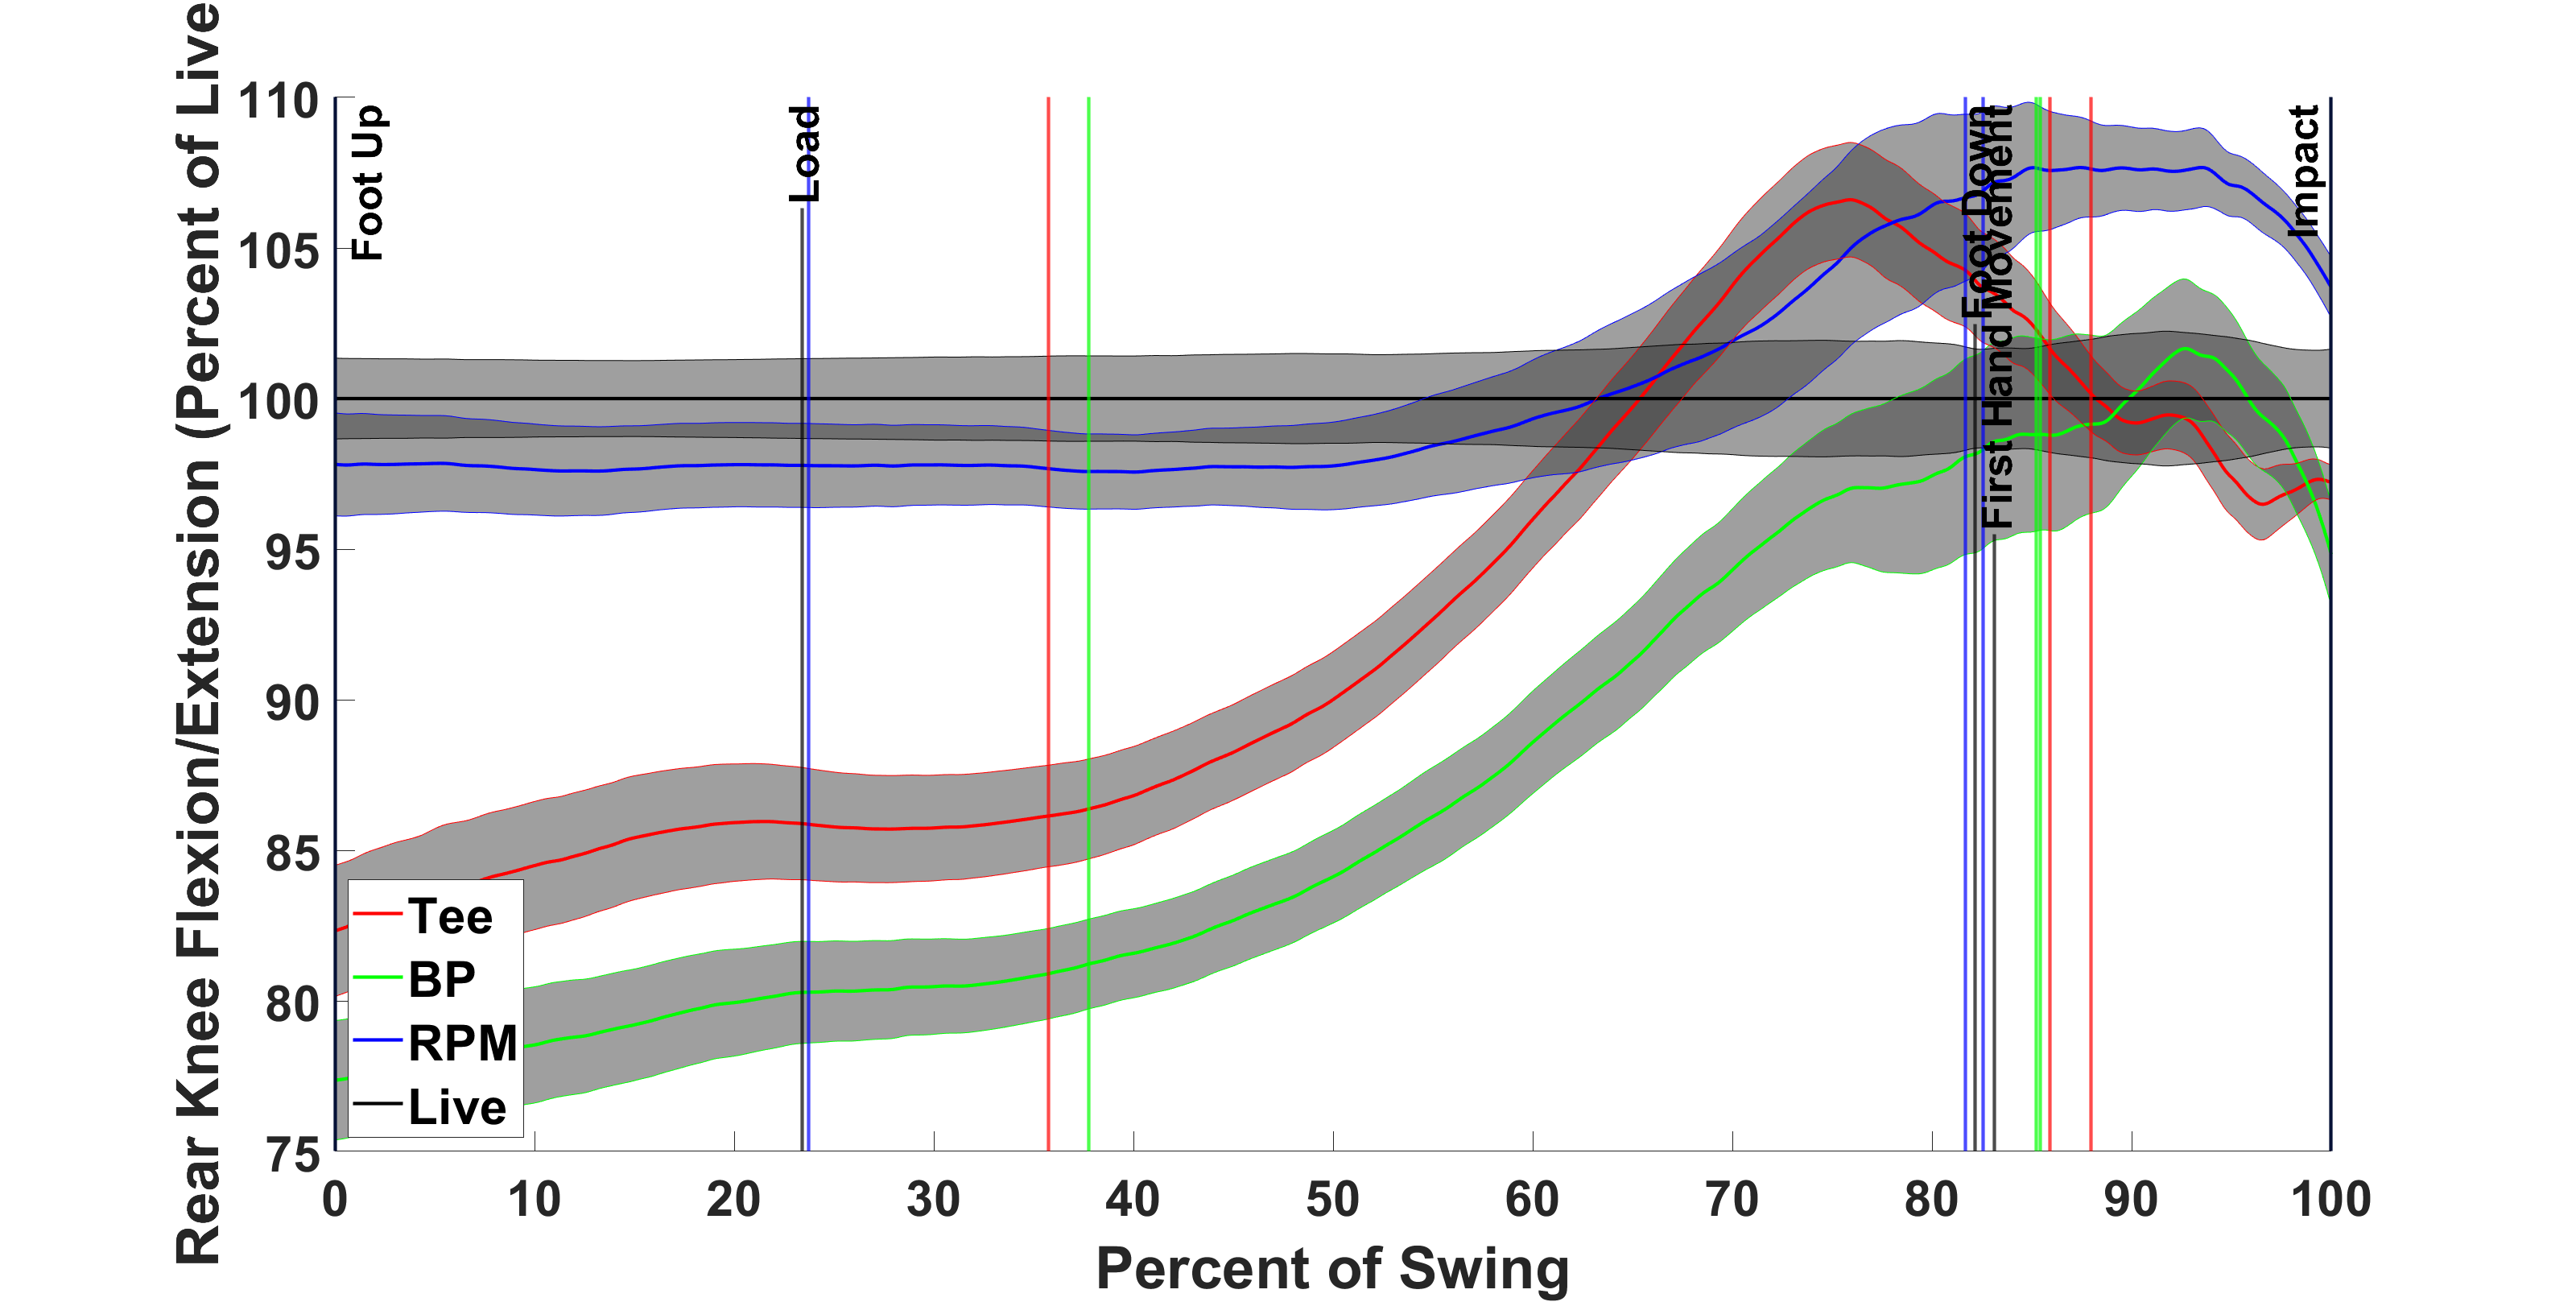 Rear Knee Flexion/Extension (Percent of Live
110
105
100
95
90
85
80
75
Foot Up
Load
Foot Down
First Hand Movement
Impact
Tee
BP
RPM
Live
0 10 20 30 40 50 60 70 80 90 100
Percent of Swing